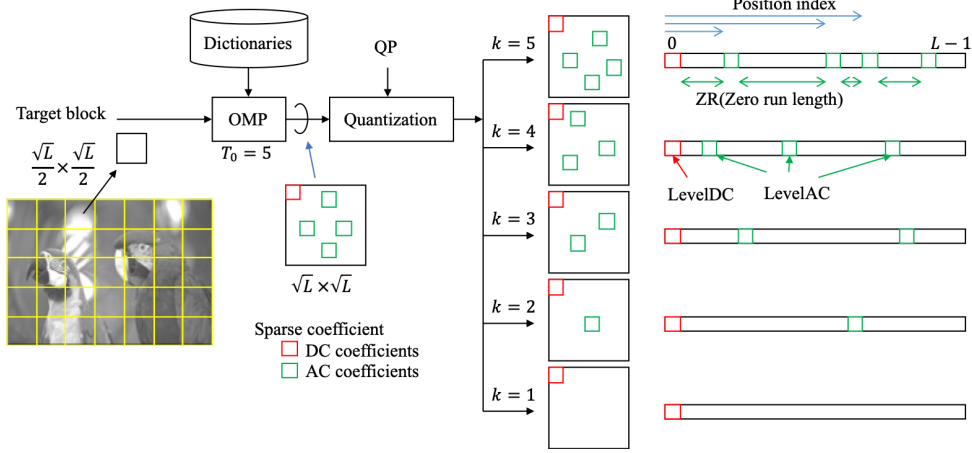 Position index
0
L − 1
ZR(Zero run length)
Dictionaries
QP
Target block
OMP
Quantization
T₀ = 5
√L/2 × √L/2
√L × √L
k = 5
k = 4
k = 3
k = 2
k = 1
LevelDC
LevelAC
Sparse coefficient
DC coefficients
AC coefficients